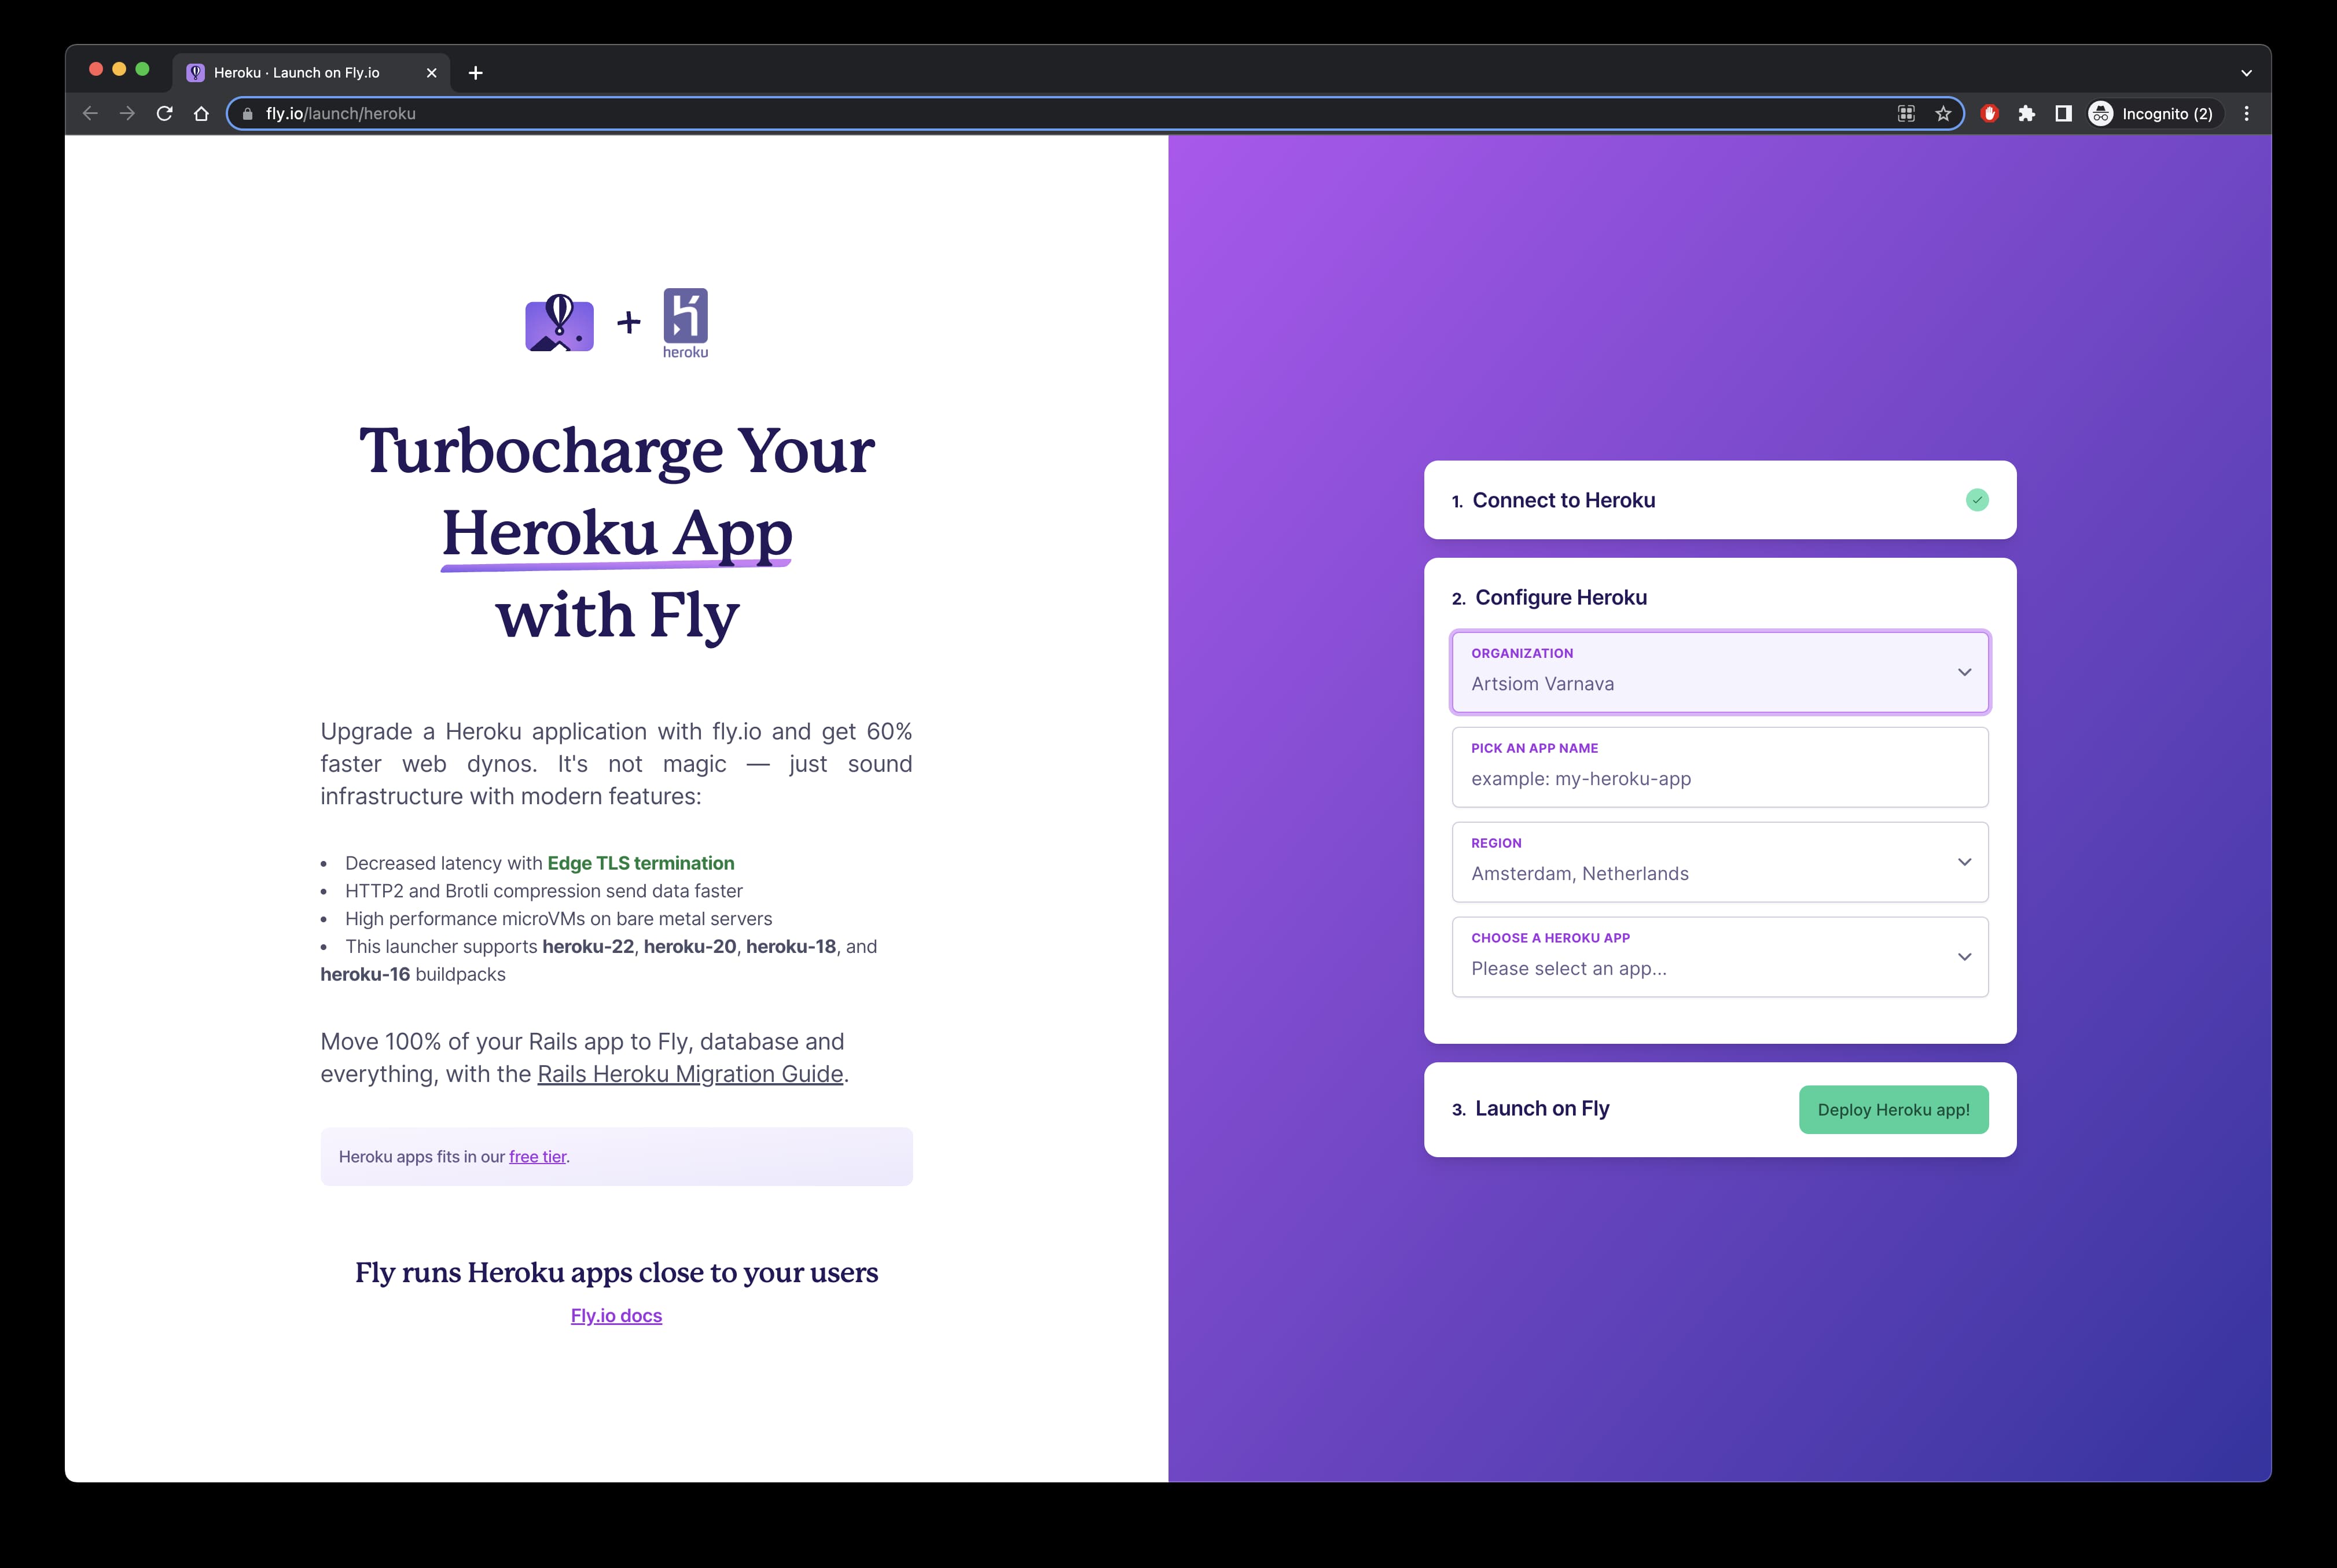 Heroku · Launch on Fly.io
fly.io/launch/heroku
Incognito (2)
heroku
Turbocharge Your
Heroku App
with Fly
Upgrade a Heroku application with fly.io and get 60%
faster web dynos. It's not magic — just sound
infrastructure with modern features:
• Decreased latency with Edge TLS termination
• HTTP2 and Brotli compression send data faster
• High performance microVMs on bare metal servers
• This launcher supports heroku-22, heroku-20, heroku-18, and
heroku-16 buildpacks
Move 100% of your Rails app to Fly, database and
everything, with the Rails Heroku Migration Guide.
Heroku apps fits in our free tier.
Fly runs Heroku apps close to your users
Fly.io docs
1. Connect to Heroku
2. Configure Heroku
ORGANIZATION
Artsiom Varnava
PICK AN APP NAME
example: my-heroku-app
REGION
Amsterdam, Netherlands
CHOOSE A HEROKU APP
Please select an app...
3. Launch on Fly
Deploy Heroku app!